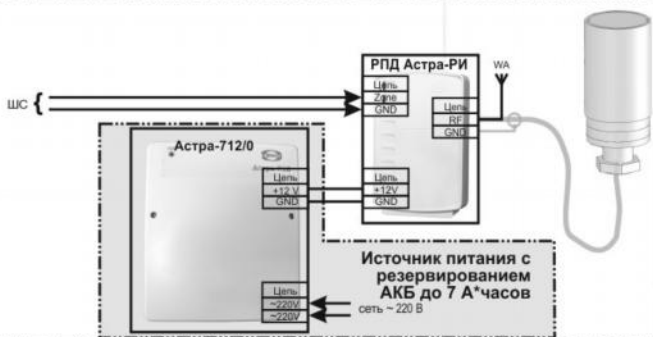 РПД Астра-РИ
WA
Цепь
Zone
GND
ШС {
Цепь
RF
GND
Астра-712/0
Цепь
+12 V
GND
Цепь
+12V
GND
Источник питания с
резервированием
АКБ до 7 А*часов
Цепь
~220V
~220V
сеть ~ 220 В